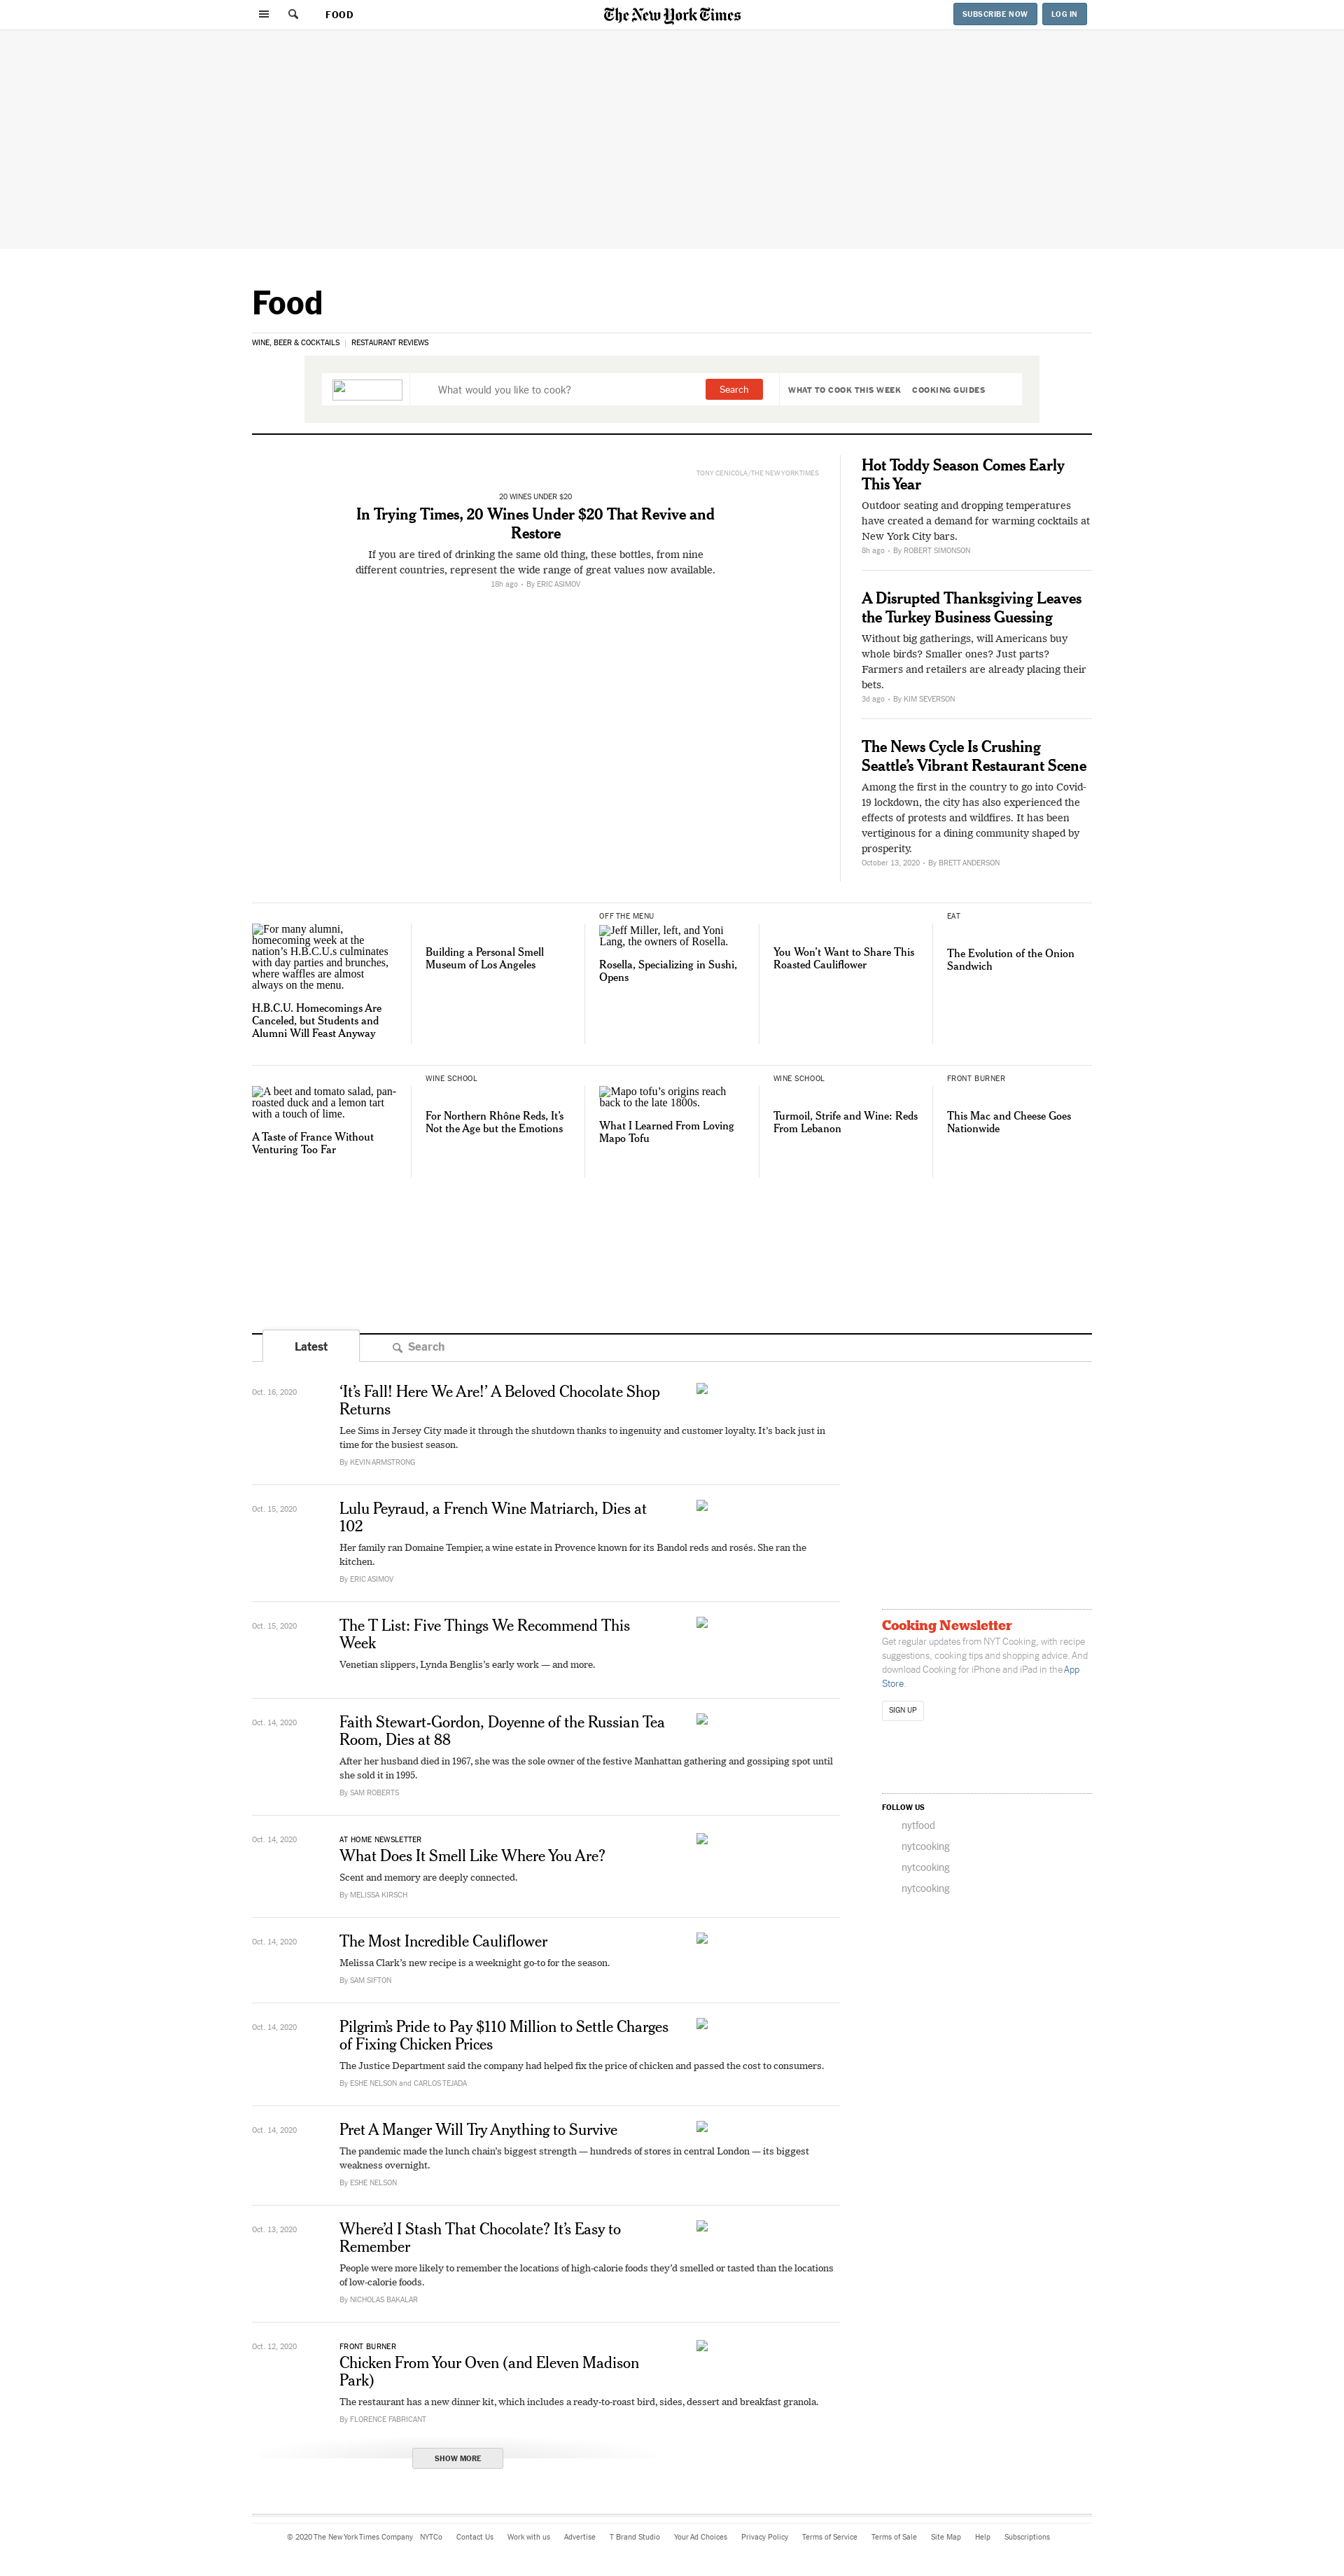 FOOD
The New York Times
SUBSCRIBE NOW
LOG IN
Food
WINE, BEER & COCKTAILS
RESTAURANT REVIEWS
What would you like to cook?
Search
WHAT TO COOK THIS WEEK
COOKING GUIDES
TONY CENICOLA/THE NEW YORK TIMES
20 WINES UNDER $20
In Trying Times, 20 Wines Under $20 That Revive and
Restore
If you are tired of drinking the same old thing, these bottles, from nine
different countries, represent the wide range of great values now available.
18h ago • By ERIC ASIMOV
Hot Toddy Season Comes Early
This Year
Outdoor seating and dropping temperatures
have created a demand for warming cocktails at
New York City bars.
8h ago • By ROBERT SIMONSON
A Disrupted Thanksgiving Leaves
the Turkey Business Guessing
Without big gatherings, will Americans buy
whole birds? Smaller ones? Just parts?
Farmers and retailers are already placing their
bets.
3d ago • By KIM SEVERSON
The News Cycle Is Crushing
Seattle’s Vibrant Restaurant Scene
Among the first in the country to go into Covid-
19 lockdown, the city has also experienced the
effects of protests and wildfires. It has been
vertiginous for a dining community shaped by
prosperity.
October 13, 2020 • By BRETT ANDERSON
For many alumni,
homecoming week at the
nation’s H.B.C.U.s culminates
with day parties and brunches,
where waffles are almost
always on the menu.
H.B.C.U. Homecomings Are
Canceled, but Students and
Alumni Will Feast Anyway
Building a Personal Smell
Museum of Los Angeles
OFF THE MENU
Jeff Miller, left, and Yoni
Lang, the owners of Rosella.
Rosella, Specializing in Sushi,
Opens
You Won’t Want to Share This
Roasted Cauliflower
EAT
The Evolution of the Onion
Sandwich
A beet and tomato salad, pan-
roasted duck and a lemon tart
with a touch of lime.
A Taste of France Without
Venturing Too Far
WINE SCHOOL
For Northern Rhône Reds, It’s
Not the Age but the Emotions
Mapo tofu’s origins reach
back to the late 1800s.
What I Learned From Loving
Mapo Tofu
WINE SCHOOL
Turmoil, Strife and Wine: Reds
From Lebanon
FRONT BURNER
This Mac and Cheese Goes
Nationwide
Latest
Search
Oct. 16, 2020
‘It’s Fall! Here We Are!’ A Beloved Chocolate Shop
Returns
Lee Sims in Jersey City made it through the shutdown thanks to ingenuity and customer loyalty. It’s back just in
time for the busiest season.
By KEVIN ARMSTRONG
Oct. 15, 2020
Lulu Peyraud, a French Wine Matriarch, Dies at
102
Her family ran Domaine Tempier, a wine estate in Provence known for its Bandol reds and rosés. She ran the
kitchen.
By ERIC ASIMOV
Oct. 15, 2020
The T List: Five Things We Recommend This
Week
Venetian slippers, Lynda Benglis’s early work — and more.
Oct. 14, 2020
Faith Stewart-Gordon, Doyenne of the Russian Tea
Room, Dies at 88
After her husband died in 1967, she was the sole owner of the festive Manhattan gathering and gossiping spot until
she sold it in 1995.
By SAM ROBERTS
Oct. 14, 2020
AT HOME NEWSLETTER
What Does It Smell Like Where You Are?
Scent and memory are deeply connected.
By MELISSA KIRSCH
Oct. 14, 2020
The Most Incredible Cauliflower
Melissa Clark’s new recipe is a weeknight go-to for the season.
By SAM SIFTON
Oct. 14, 2020
Pilgrim’s Pride to Pay $110 Million to Settle Charges
of Fixing Chicken Prices
The Justice Department said the company had helped fix the price of chicken and passed the cost to consumers.
By ESHE NELSON and CARLOS TEJADA
Oct. 14, 2020
Pret A Manger Will Try Anything to Survive
The pandemic made the lunch chain’s biggest strength — hundreds of stores in central London — its biggest
weakness overnight.
By ESHE NELSON
Oct. 13, 2020
Where’d I Stash That Chocolate? It’s Easy to
Remember
People were more likely to remember the locations of high-calorie foods they’d smelled or tasted than the locations
of low-calorie foods.
By NICHOLAS BAKALAR
Oct. 12, 2020
FRONT BURNER
Chicken From Your Oven (and Eleven Madison
Park)
The restaurant has a new dinner kit, which includes a ready-to-roast bird, sides, dessert and breakfast granola.
By FLORENCE FABRICANT
SHOW MORE
Cooking Newsletter
Get regular updates from NYT Cooking, with recipe
suggestions, cooking tips and shopping advice. And
download Cooking for iPhone and iPad in the App
Store.
SIGN UP
FOLLOW US
nytfood
nytcooking
nytcooking
nytcooking
© 2020 The New York Times Company
NYTCo
Contact Us
Work with us
Advertise
T Brand Studio
Your Ad Choices
Privacy Policy
Terms of Service
Terms of Sale
Site Map
Help
Subscriptions